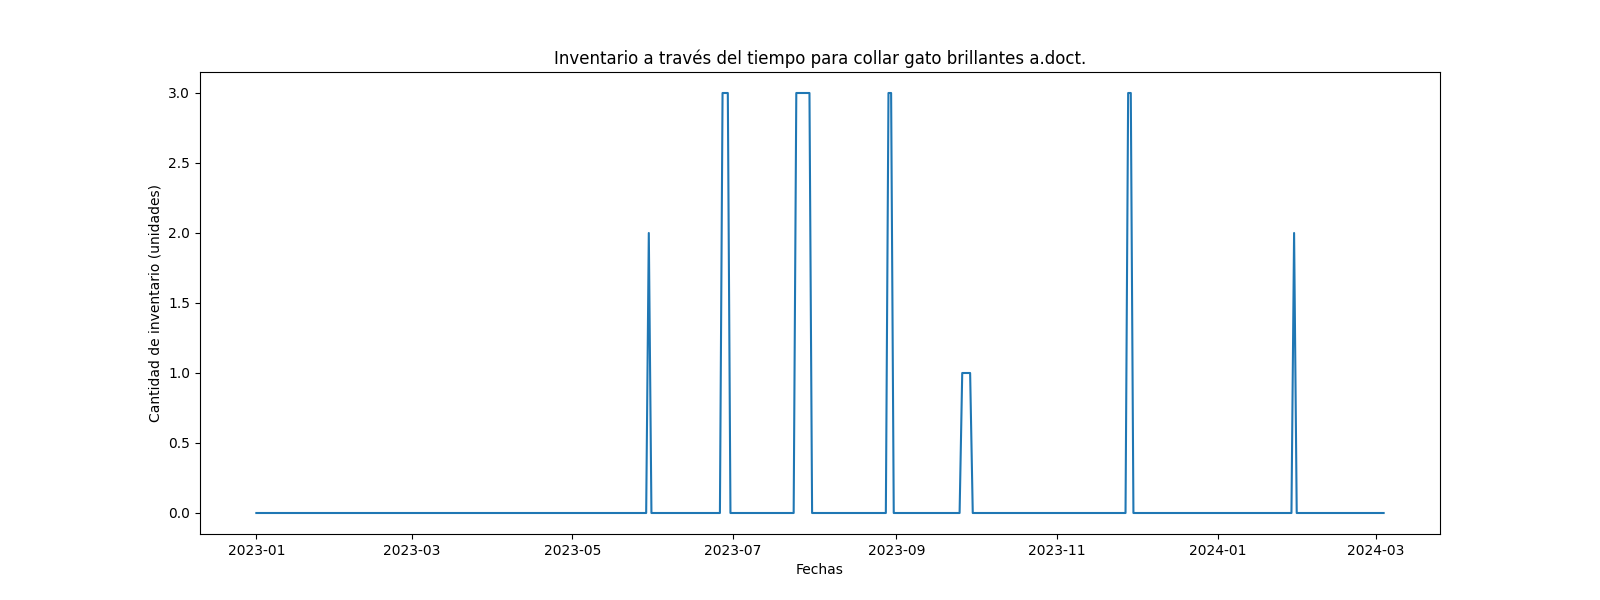 Inventario a través del tiempo para collar gato brillantes a.doct.
Cantidad de inventario (unidades)
3.0
2.5
2.0
1.5
1.0
0.5
0.0
2023-01 2023-03 2023-05 2023-07 2023-09 2023-11 2024-01 2024-03
Fechas